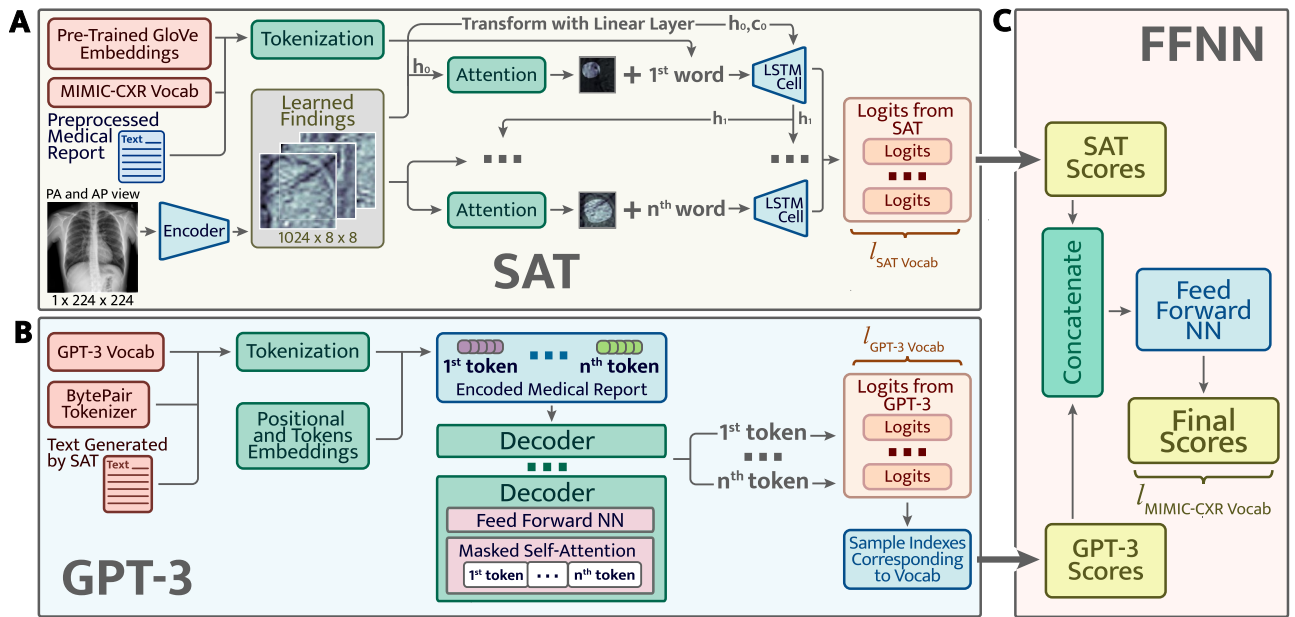 A
Pre-Trained GloVe
Embeddings
MIMIC-CXR Vocab
Preprocessed
Medical
Report
Text
PA and AP view
1 x 224 x 224
Encoder
Tokenization
Learned
Findings
1024 x 8 x 8
Transform with Linear Layer
h₀,c₀
h₀
Attention
+ 1st word
LSTM
Cell
h₁
h₁
Attention
+ nth word
LSTM
Cell
SAT
Logits from
SAT
Logits
Logits
l SAT Vocab
B
GPT-3 Vocab
BytePair
Tokenizer
Text Generated
by SAT
Text
Tokenization
Positional
and Tokens
Embeddings
GPT-3
1st token
nth token
Encoded Medical Report
Decoder
Decoder
Feed Forward NN
Masked Self-Attention
1st token ... nth token
1st token
nth token
l GPT-3 Vocab
Logits from
GPT-3
Logits
Logits
Sample Indexes
Corresponding
to Vocab
C
FFNN
SAT
Scores
Concatenate
Feed
Forward
NN
Final
Scores
l MIMIC-CXR Vocab
GPT-3
Scores